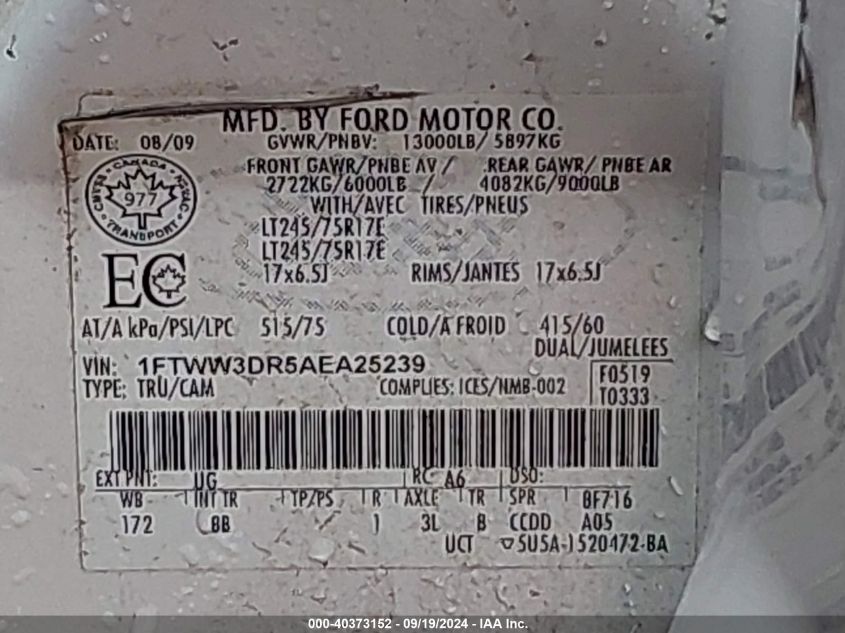 MFD. BY FORD MOTOR CO.
DATE: 08/09 GVWR/PNBV: 13000LB/ 5897KG
FRONT GAWR/PNBE AV / REAR GAWR/ PNBE AR
2722KG/6000LB / 4082KG/9000LB
WITH/AVEC TIRES/PNEUS
CANADA
977
TRANSPORT
LT245/75R17E
LT245/75R17E
17x6.5J RIMS/JANTES 17x6.5J
EC
AT/A kPa/PSI/LPC 515/75 COLD/A FROID 415/60
DUAL/JUMELEES
VIN: 1FTWW3DR5AEA25239
TYPE: TRU/CAM COMPLIES: ICES/NMB-002
F0519
T0333
EXT PNT: UG RC A6 DSO:
WB INT TR TP/PS R AXLE TR SPR BF716
172 BB 1 3L B CCDD A05
UCT 5U5A-1520472-BA
000-40373152 - 09/19/2024 - IAA Inc.